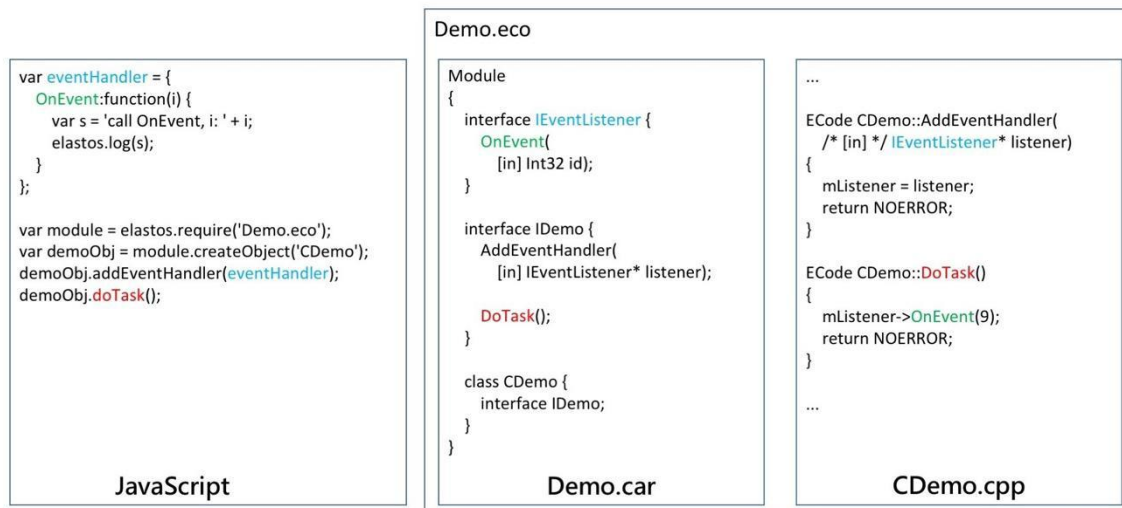 Demo.eco
var eventHandler = {
OnEvent:function(i) {
var s = 'call OnEvent, i: ' + i;
elastos.log(s);
}
};
var module = elastos.require('Demo.eco');
var demoObj = module.createObject('CDemo');
demoObj.addEventHandler(eventHandler);
demoObj.doTask();
JavaScript
Module
{
interface IEventListener {
OnEvent(
[in] Int32 id);
}
interface IDemo {
AddEventHandler(
[in] IEventListener* listener);
DoTask();
}
class CDemo {
interface IDemo;
}
}
Demo.car
...
ECode CDemo::AddEventHandler(
/* [in] */ IEventListener* listener)
{
mListener = listener;
return NOERROR;
}
ECode CDemo::DoTask()
{
mListener->OnEvent(9);
return NOERROR;
}
...
CDemo.cpp